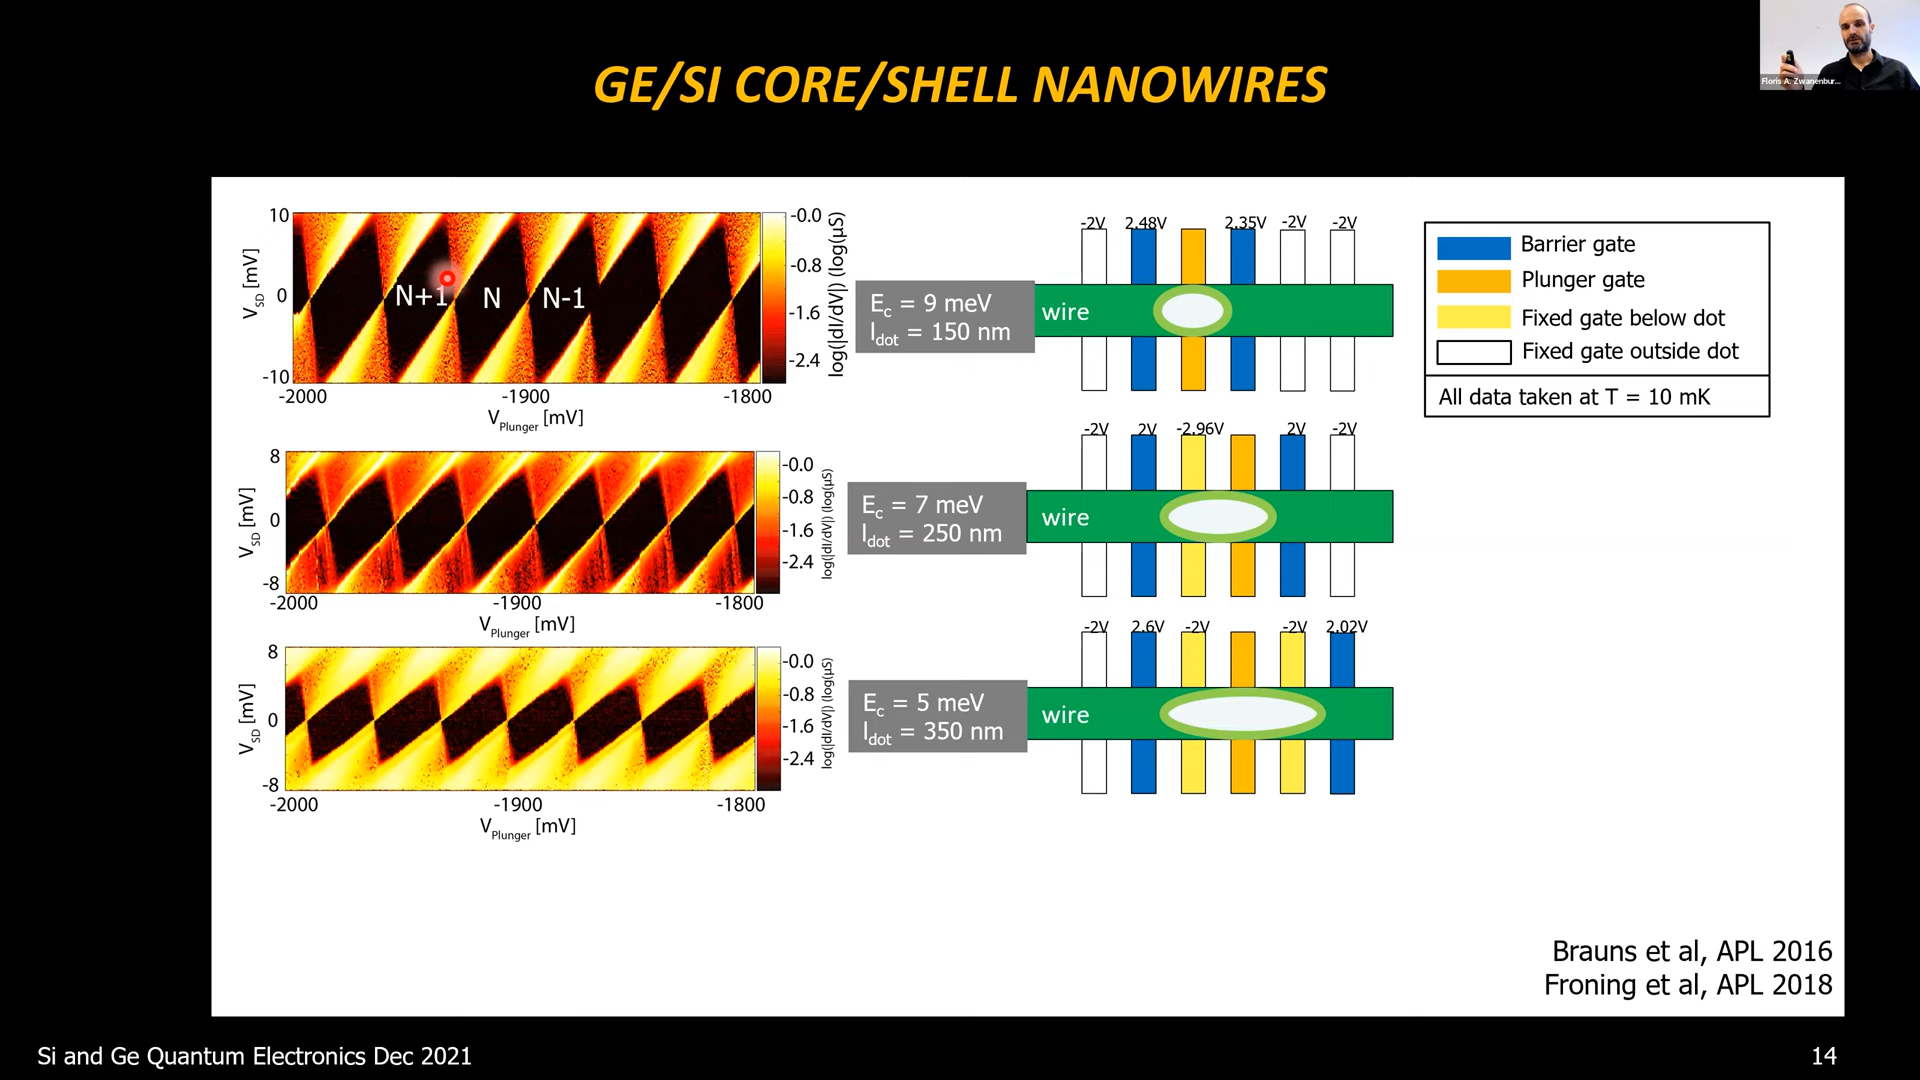 Floris A. Zwanenbur...
GE/SI CORE/SHELL NANOWIRES
10
0
-10
V_SD [mV]
N+1
N
N-1
-2000
-1900
-1800
V_Plunger [mV]
-0.0
-0.8
-1.6
-2.4
log(|dI/dV|) (log(µS)
E_c = 9 meV
l_dot = 150 nm
-2V
2.48V
2.35V
-2V
-2V
wire
Barrier gate
Plunger gate
Fixed gate below dot
Fixed gate outside dot
All data taken at T = 10 mK
8
0
-8
V_SD [mV]
-2000
-1900
-1800
V_Plunger [mV]
-0.0
-0.8
-1.6
-2.4
log(|dI/dV|) (log(µS)
E_c = 7 meV
l_dot = 250 nm
-2V
2V
-2.96V
2V
-2V
wire
8
0
-8
V_SD [mV]
-2000
-1900
-1800
V_Plunger [mV]
-0.0
-0.8
-1.6
-2.4
log(|dI/dV|) (log(µS)
E_c = 5 meV
l_dot = 350 nm
-2V
2.6V
-2V
-2V
2.02V
wire
Brauns et al, APL 2016
Froning et al, APL 2018
Si and Ge Quantum Electronics Dec 2021
14